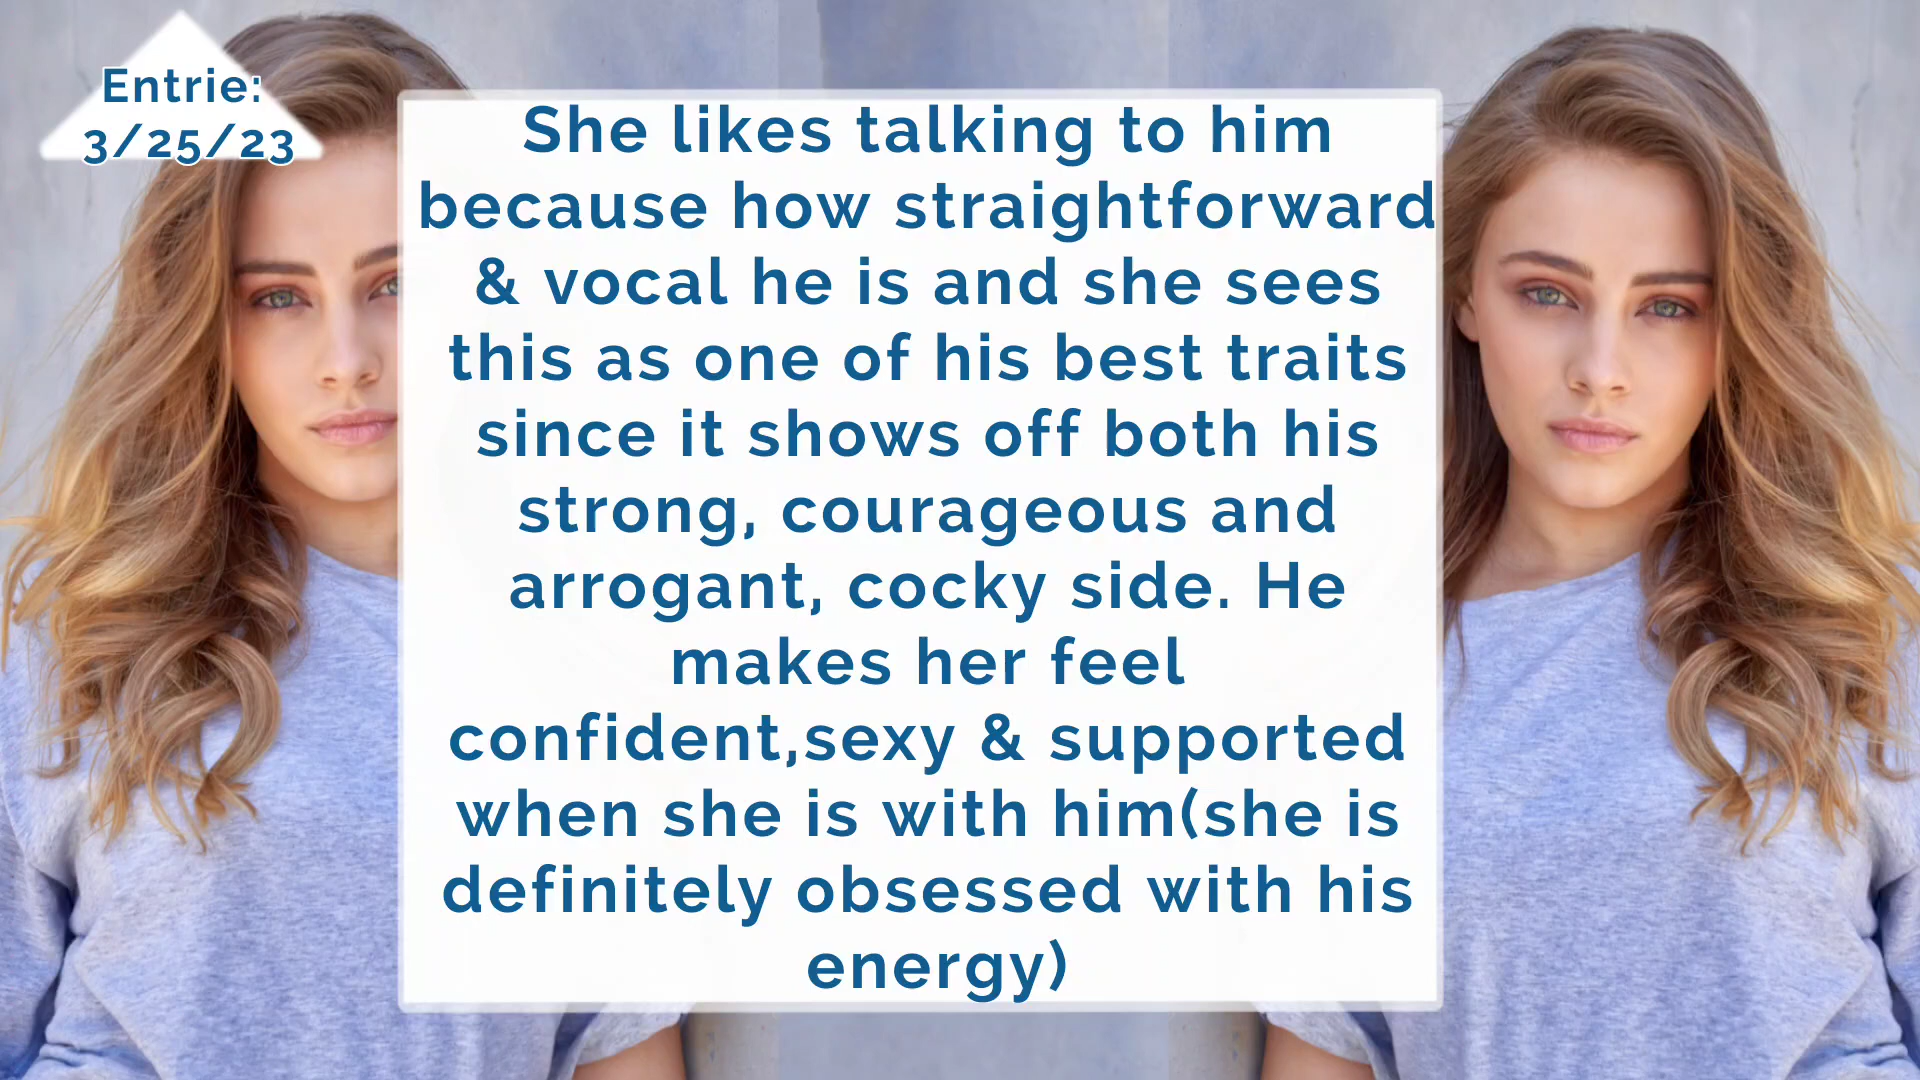 Entrie:
3/25/23
She likes talking to him
because how straightforward
& vocal he is and she sees
this as one of his best traits
since it shows off both his
strong, courageous and
arrogant, cocky side. He
makes her feel
confident,sexy & supported
when she is with him(she is
definitely obsessed with his
energy)